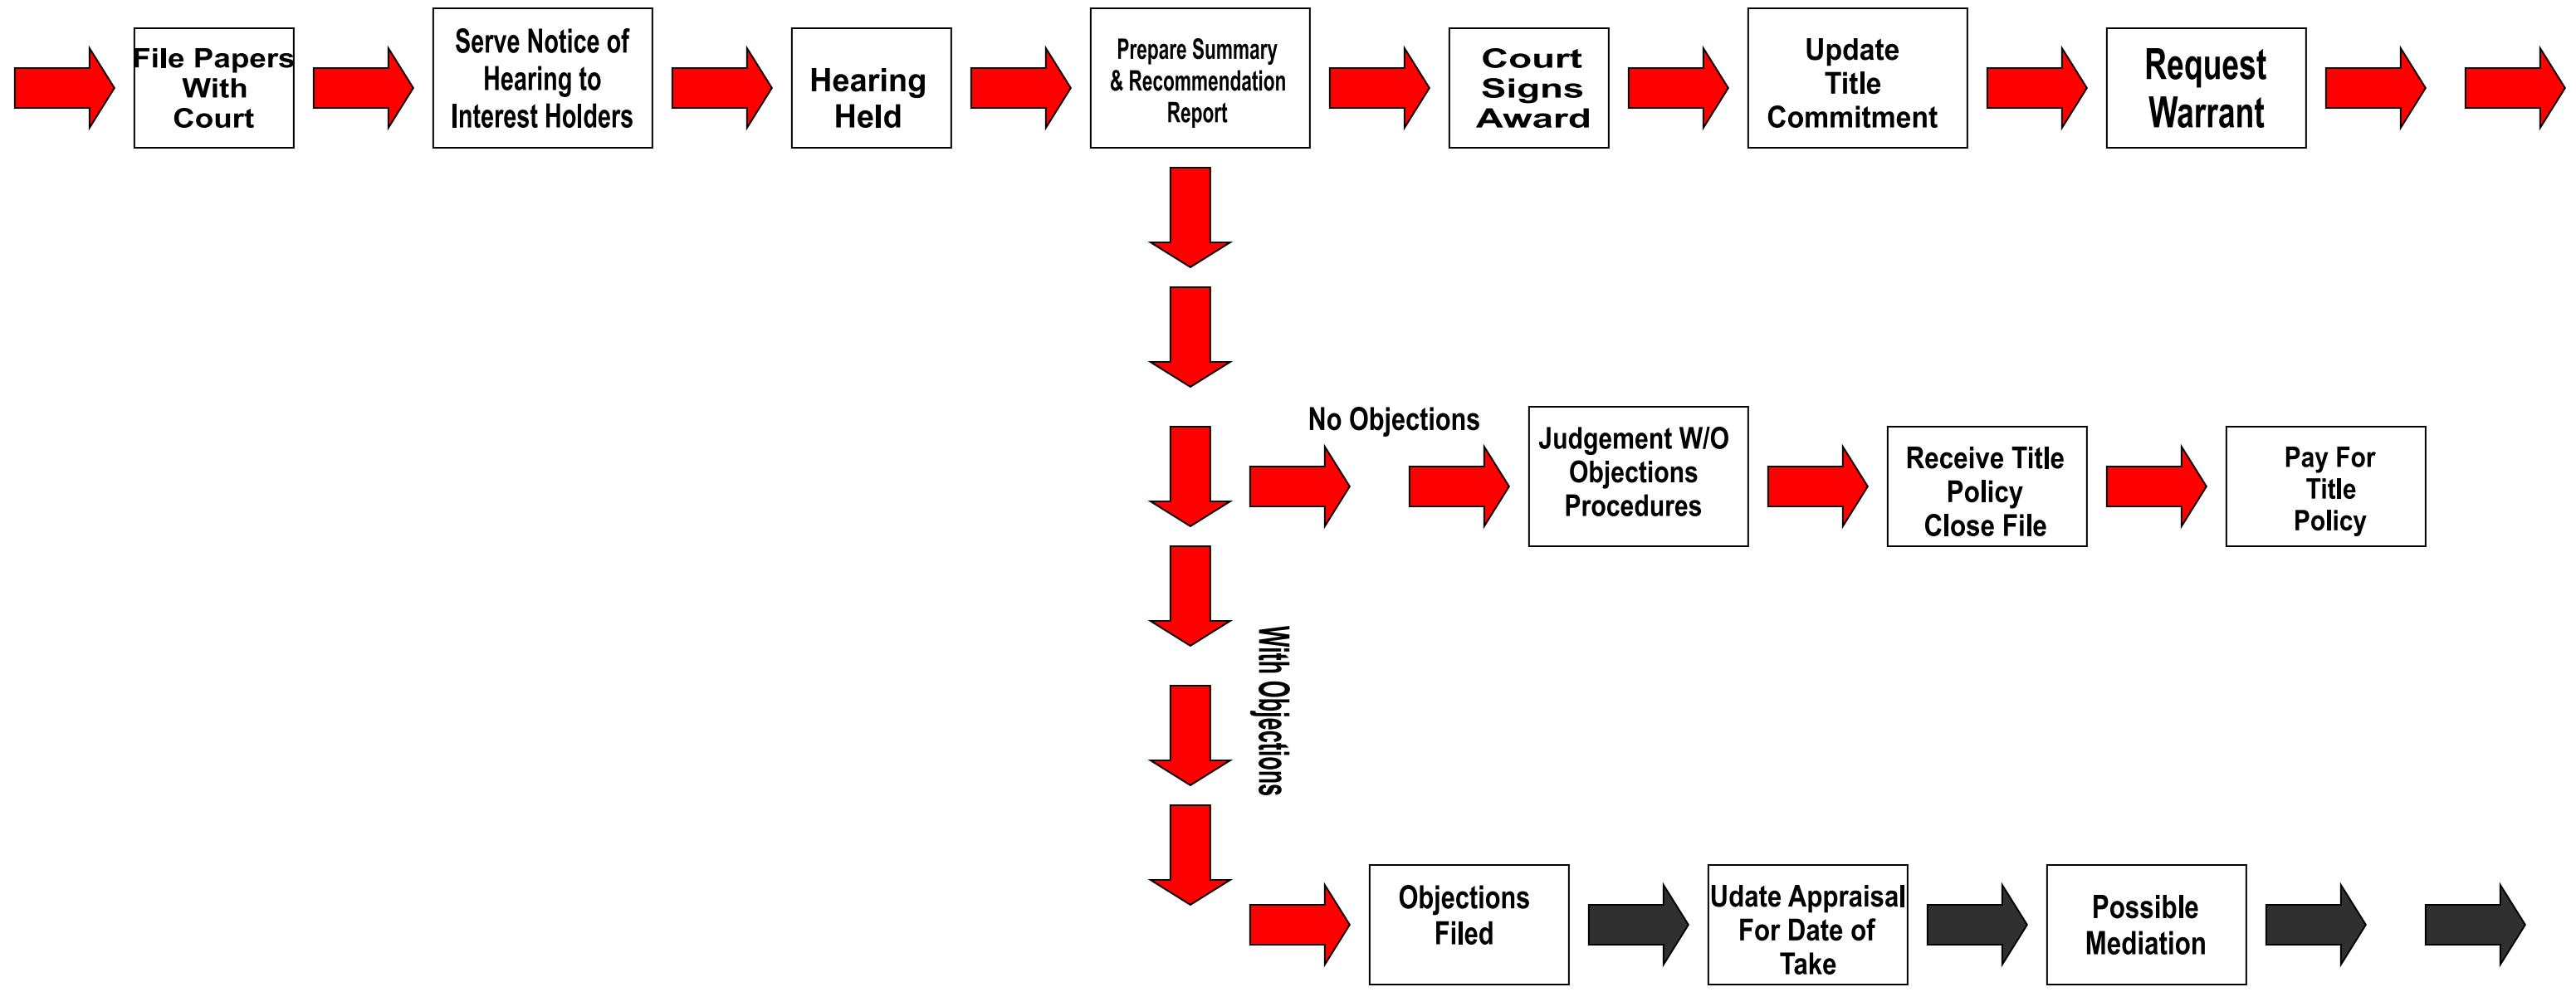 File Papers
With
Court
Serve Notice of
Hearing to
Interest Holders
Hearing
Held
Prepare Summary
& Recommendation
Report
Court
Signs
Award
Update
Title
Commitment
Request
Warrant
No Objections
Judgement W/O
Objections
Procedures
Receive Title
Policy
Close File
Pay For
Title
Policy
With Objections
Objections
Filed
Udate Appraisal
For Date of
Take
Possible
Mediation